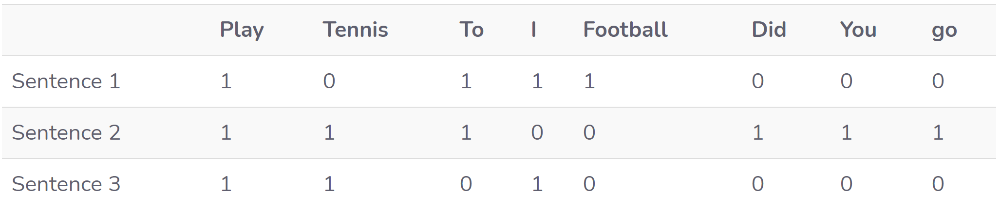 Play Tennis To I Football Did You go
Sentence 1 1 0 1 1 1 0 0 0
Sentence 2 1 1 1 0 0 1 1 1
Sentence 3 1 1 0 1 0 0 0 0